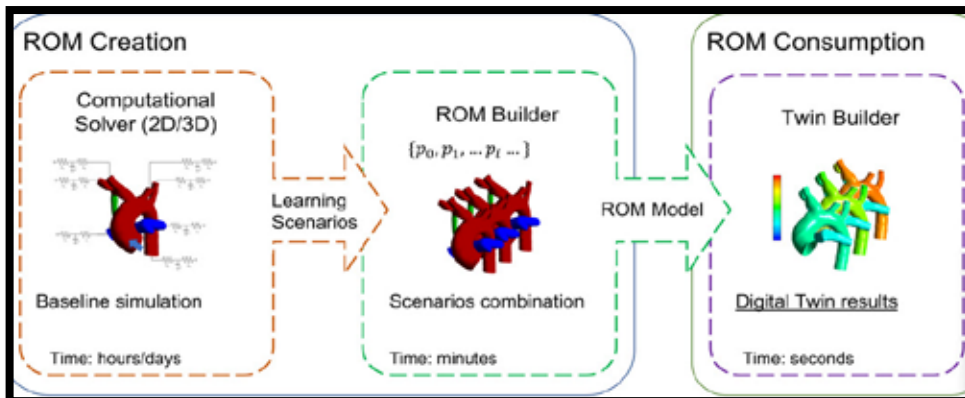 ROM Creation
Computational
Solver (2D/3D)
Baseline simulation
Time: hours/days
Learning
Scenarios
ROM Builder
{p₀, p₁, ... pᵢ ... }
Scenarios combination
Time: minutes
ROM Model
ROM Consumption
Twin Builder
Digital Twin results
Time: seconds